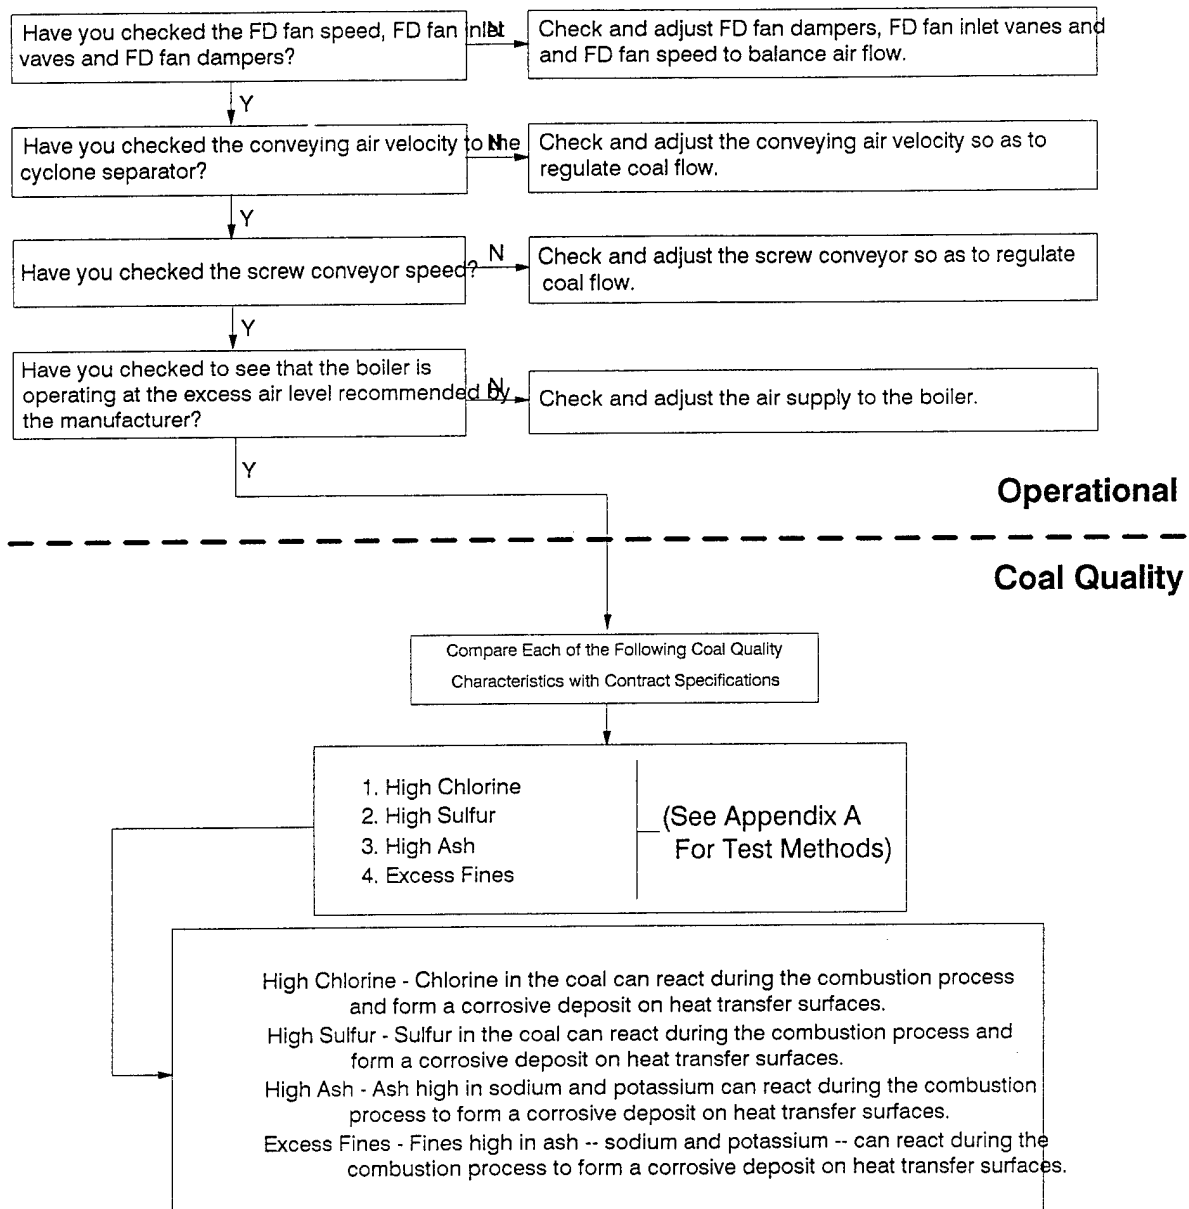 Have you checked the FD fan speed, FD fan inlet
vaves and FD fan dampers?
N
Check and adjust FD fan dampers, FD fan inlet vanes and
and FD fan speed to balance air flow.
Y
Have you checked the conveying air velocity to the
cyclone separator?
N
Check and adjust the conveying air velocity so as to
regulate coal flow.
Y
Have you checked the screw conveyor speed?
N
Check and adjust the screw conveyor so as to regulate
coal flow.
Y
Have you checked to see that the boiler is
operating at the excess air level recommended by
the manufacturer?
N
Check and adjust the air supply to the boiler.
Y
Operational
Coal Quality
Compare Each of the Following Coal Quality
Characteristics with Contract Specifications
1. High Chlorine
2. High Sulfur
3. High Ash
4. Excess Fines
(See Appendix A
For Test Methods)
High Chlorine - Chlorine in the coal can react during the combustion process
and form a corrosive deposit on heat transfer surfaces.
High Sulfur - Sulfur in the coal can react during the combustion process and
form a corrosive deposit on heat transfer surfaces.
High Ash - Ash high in sodium and potassium can react during the combustion
process to form a corrosive deposit on heat transfer surfaces.
Excess Fines - Fines high in ash -- sodium and potassium -- can react during the
combustion process to form a corrosive deposit on heat transfer surfaces.